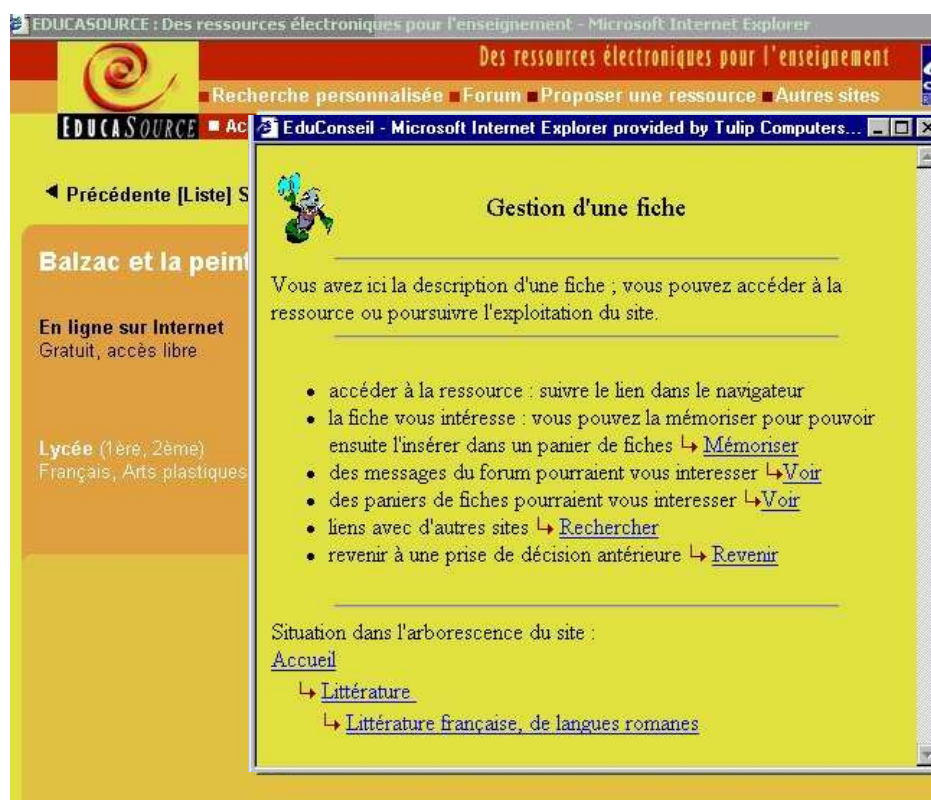 EDUCASOURCE : Des ressources électroniques pour l'enseignement - Microsoft Internet Explorer
Des ressources électroniques pour l'enseignement
Recherche personnalisée Forum Proposer une ressource Autres sites
EDUCASOURCE
EduConseil - Microsoft Internet Explorer provided by Tulip Computers...
Précédente [Liste]
Gestion d'une fiche
Balzac et la
Vous avez ici la description d'une fiche ; vous pouvez accéder à la
ressource ou poursuivre l'exploitation du site.
En ligne sur Internet
Gratuit, accès libre
• accéder à la ressource : suivre le lien dans le navigateur
• la fiche vous intéresse : vous pouvez la mémoriser pour pouvoir
ensuite l'insérer dans un panier de fiches ↳ Mémoriser
• des messages du forum pourraient vous interesser ↳Voir
• des paniers de fiches pourraient vous interesser ↳Voir
• liens avec d'autres sites ↳ Rechercher
• revenir à une prise de décision antérieure ↳ Revenir
Lycée (1ère, 2ème)
Français, Arts plastiques
Situation dans l'arborescence du site :
Accueil
↳ Littérature
↳ Littérature française, de langues romanes